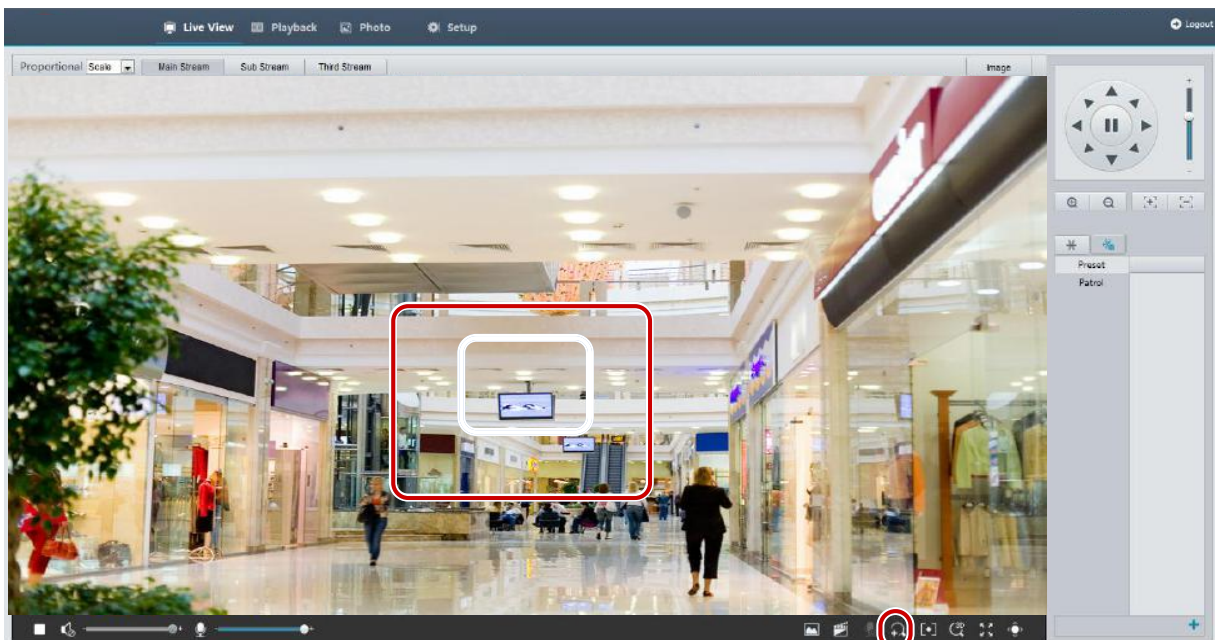 Live View
Playback
Photo
Setup
Logout
Proportional
Scale
Main Stream
Sub Stream
Third Stream
Image
Preset
Patrol